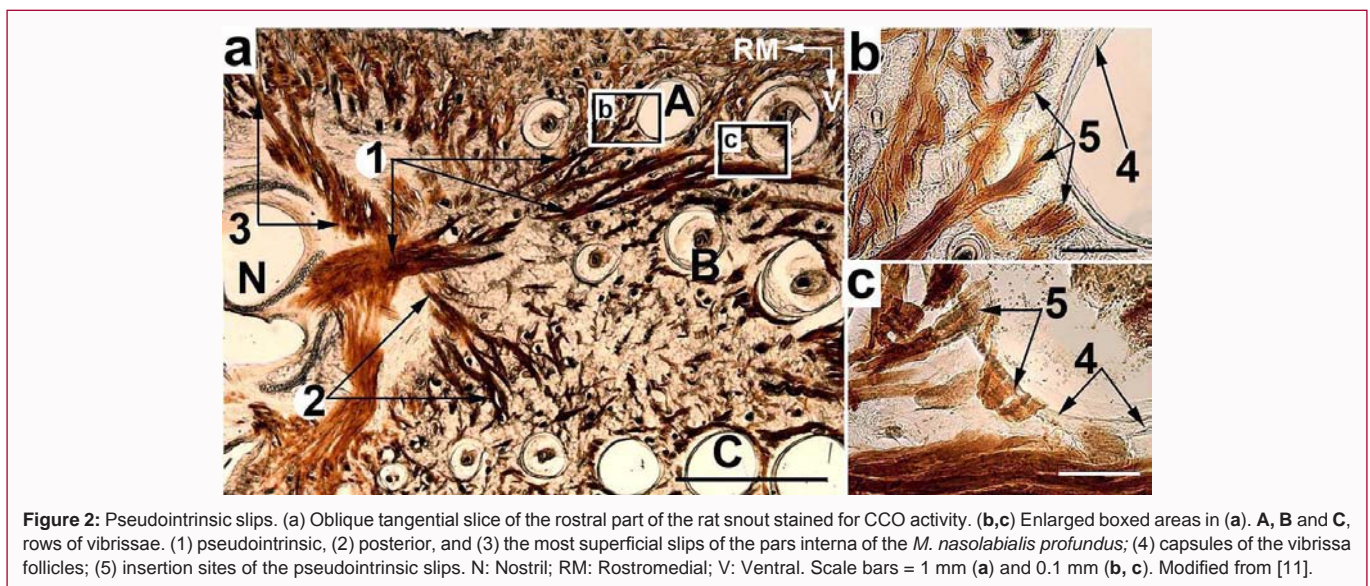 a
RM
V
b
A
c
1
3
N
B
2
C
b
5
4
c
5
4
Figure 2: Pseudointrinsic slips. (a) Oblique tangential slice of the rostral part of the rat snout stained for CCO activity. (b,c) Enlarged boxed areas in (a). A, B and C,
rows of vibrissae. (1) pseudointrinsic, (2) posterior, and (3) the most superficial slips of the pars interna of the M. nasolabialis profundus; (4) capsules of the vibrissa
follicles; (5) insertion sites of the pseudointrinsic slips. N: Nostril; RM: Rostromedial; V: Ventral. Scale bars = 1 mm (a) and 0.1 mm (b, c). Modified from [11].